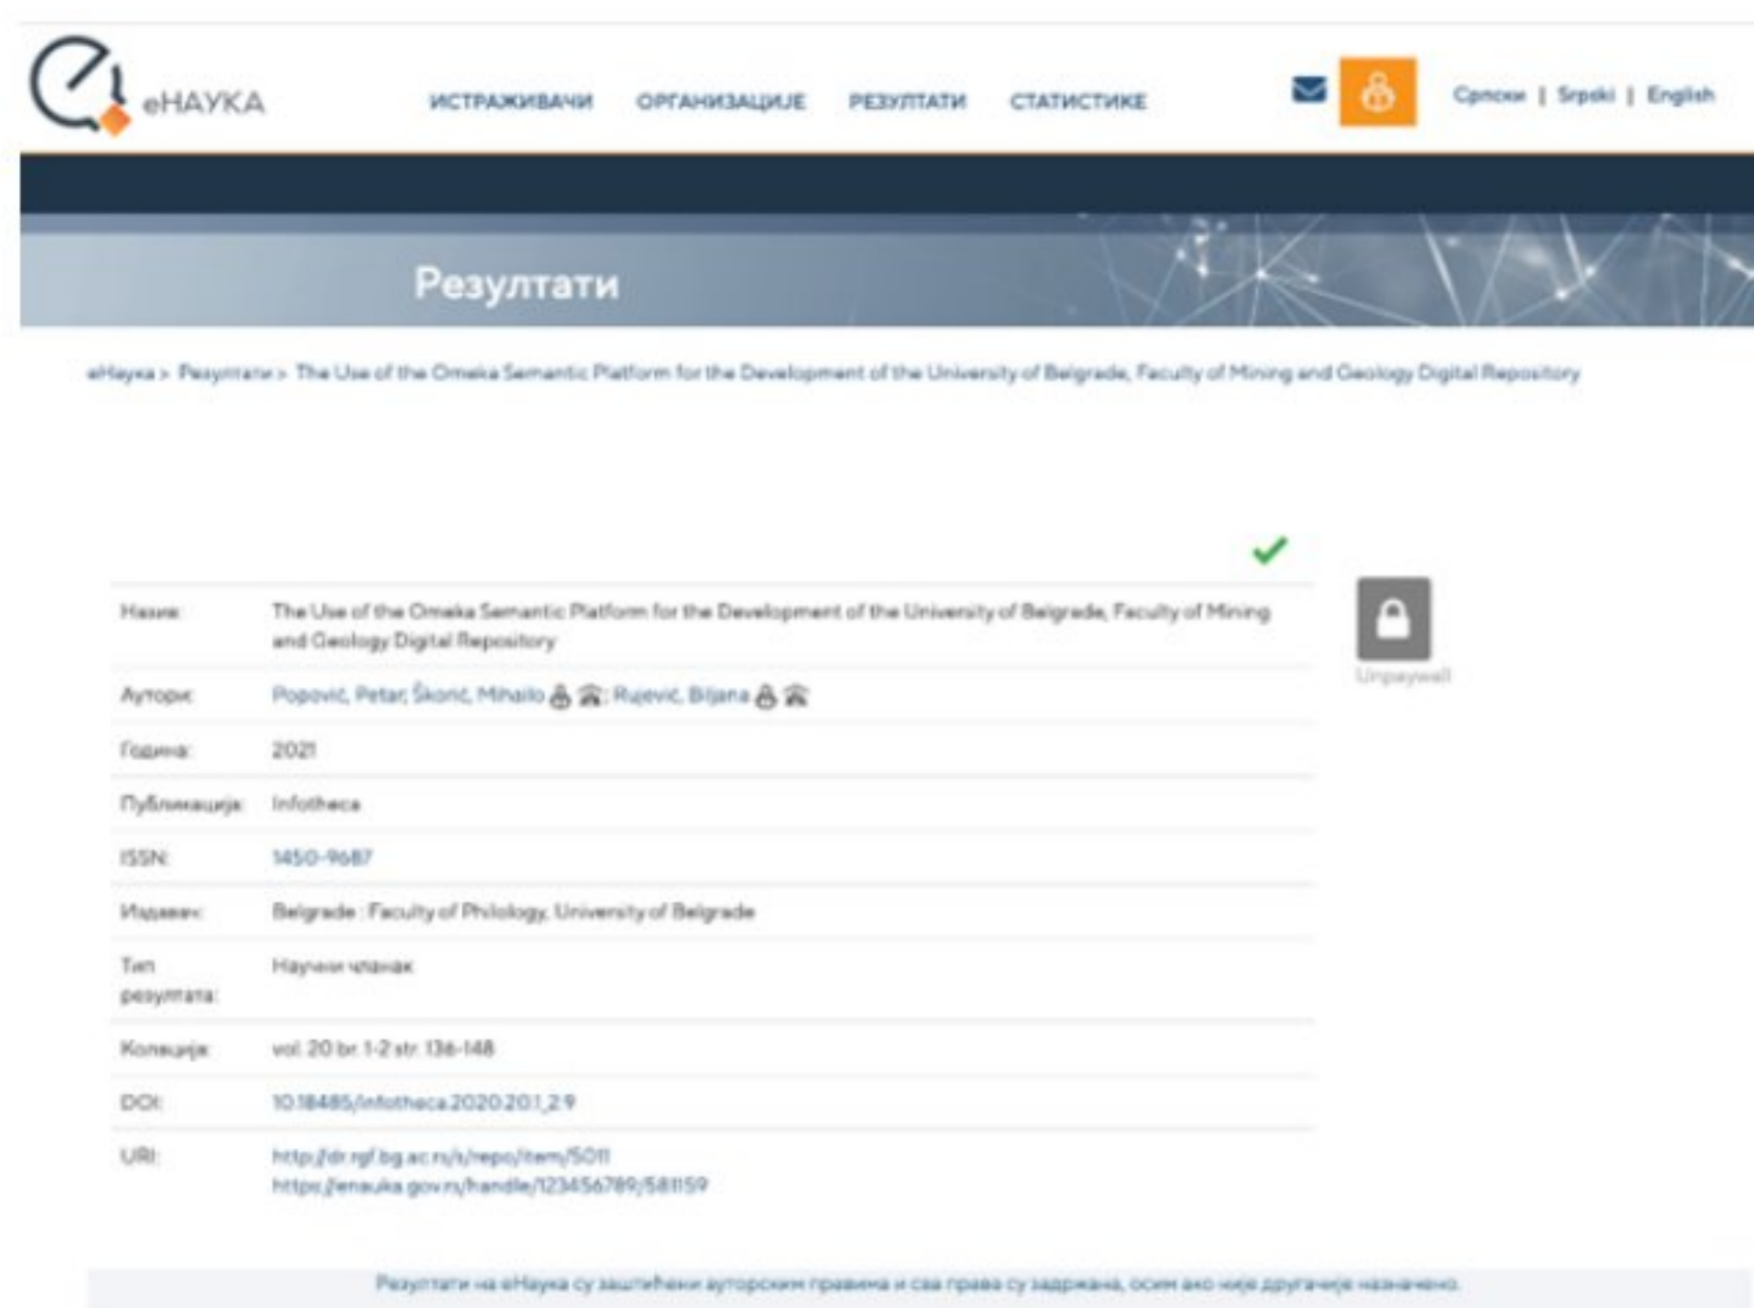 еНАУКА
ИСТРАЖИВАЧИ ОРГАНИЗАЦИЈЕ РЕЗУЛТАТИ СТАТИСТИКЕ
Српски | Srpski | English
Резултати
еНаука > Резултати > The Use of the Omeka Semantic Platform for the Development of the University of Belgrade, Faculty of Mining and Geology Digital Repository
Назив: The Use of the Omeka Semantic Platform for the Development of the University of Belgrade, Faculty of Mining
and Geology Digital Repository
Unpaywall
Аутори: Popović, Petar; Škorić, Mihailo ; Rujević, Biljana
Година: 2021
Публикација: Infotheca
ISSN: 1450-9687
Издавач: Belgrade : Faculty of Philology, University of Belgrade
Тип Научни чланак
резултата:
Колација: vol. 20 br. 1-2 str. 136-148
DOI: 10.18485/infotheca.2020.20.1_2.9
URI: http://dr.rgf.bg.ac.rs/s/repo/item/5011
https://enauka.gov.rs/handle/123456789/581159
Резултати на еНаука су заштићени ауторским правима и сва права су задржана, осим ако није другачије назначено.